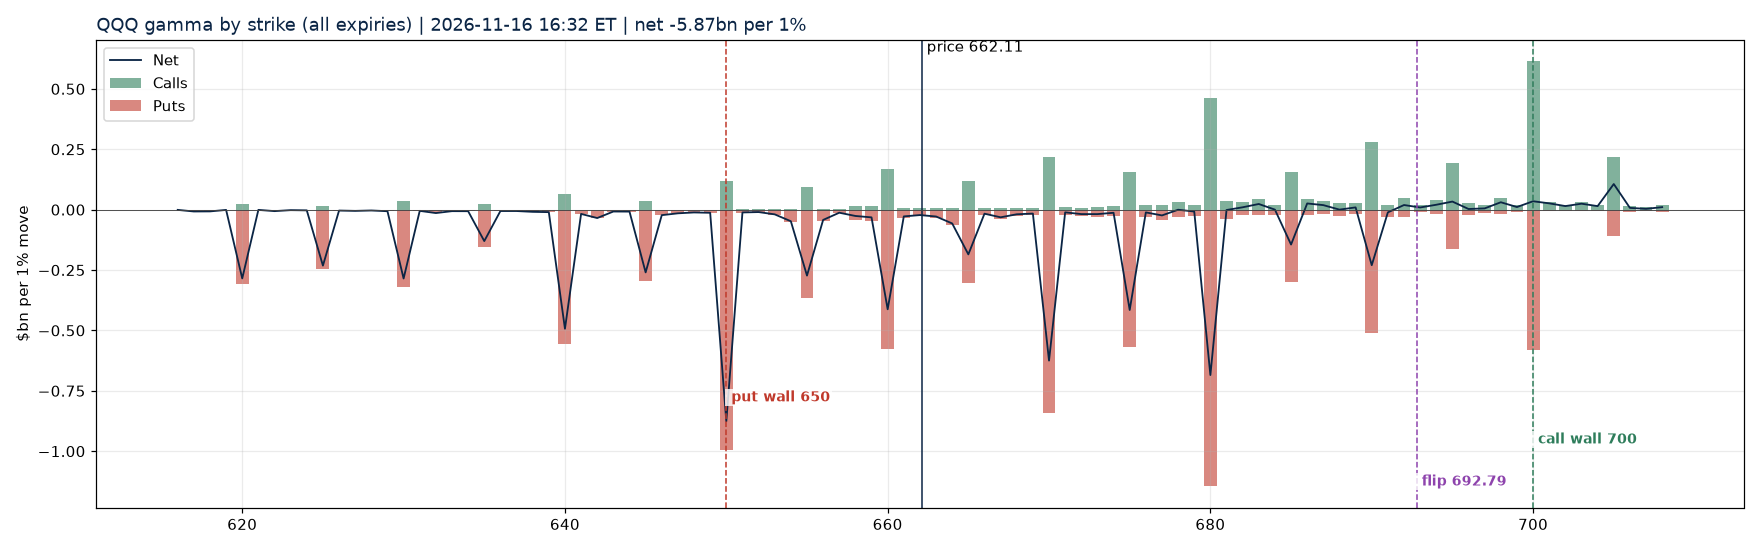 QQQ gamma by strike (all expiries) | 2026-11-16 16:32 ET | net -5.87bn per 1%
price 662.11
Net
Calls
Puts
0.50
0.25
0.00
−0.25
−0.50
−0.75
−1.00
$bn per 1% move
put wall 650
call wall 700
flip 692.79
620
640
660
680
700